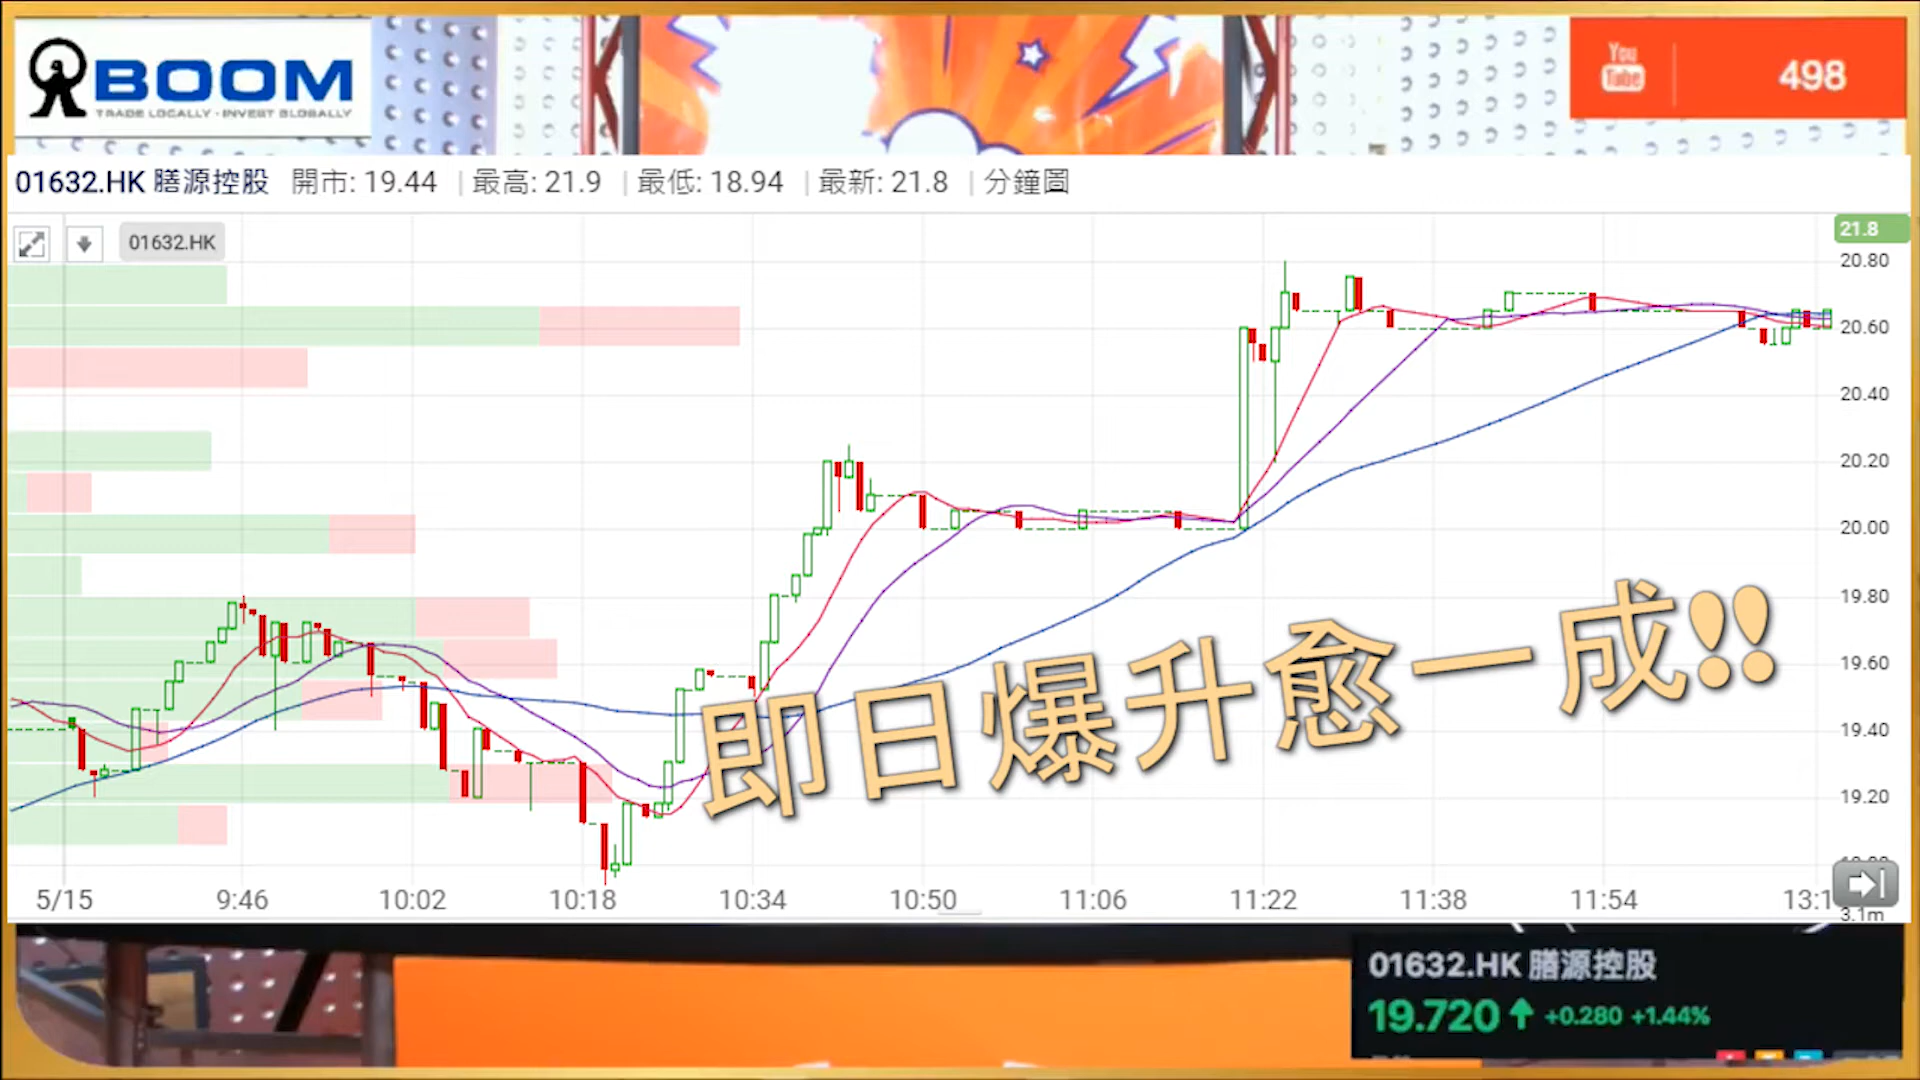 BOOM
TRADE LOCALLY · INVEST GLOBALLY
You Tube 498
01632.HK 膳源控股 開市: 19.44 | 最高: 21.9 | 最低: 18.94 | 最新: 21.8 | 分鐘圖
01632.HK
21.8
20.80
20.60
20.40
20.20
20.00
19.80
19.60
19.40
19.20
即日爆升愈一成!!
5/15 9:46 10:02 10:18 10:34 10:50 11:06 11:22 11:38 11:54 13:1
3.1m
01632.HK 膳源控股
19.720 +0.280 +1.44%